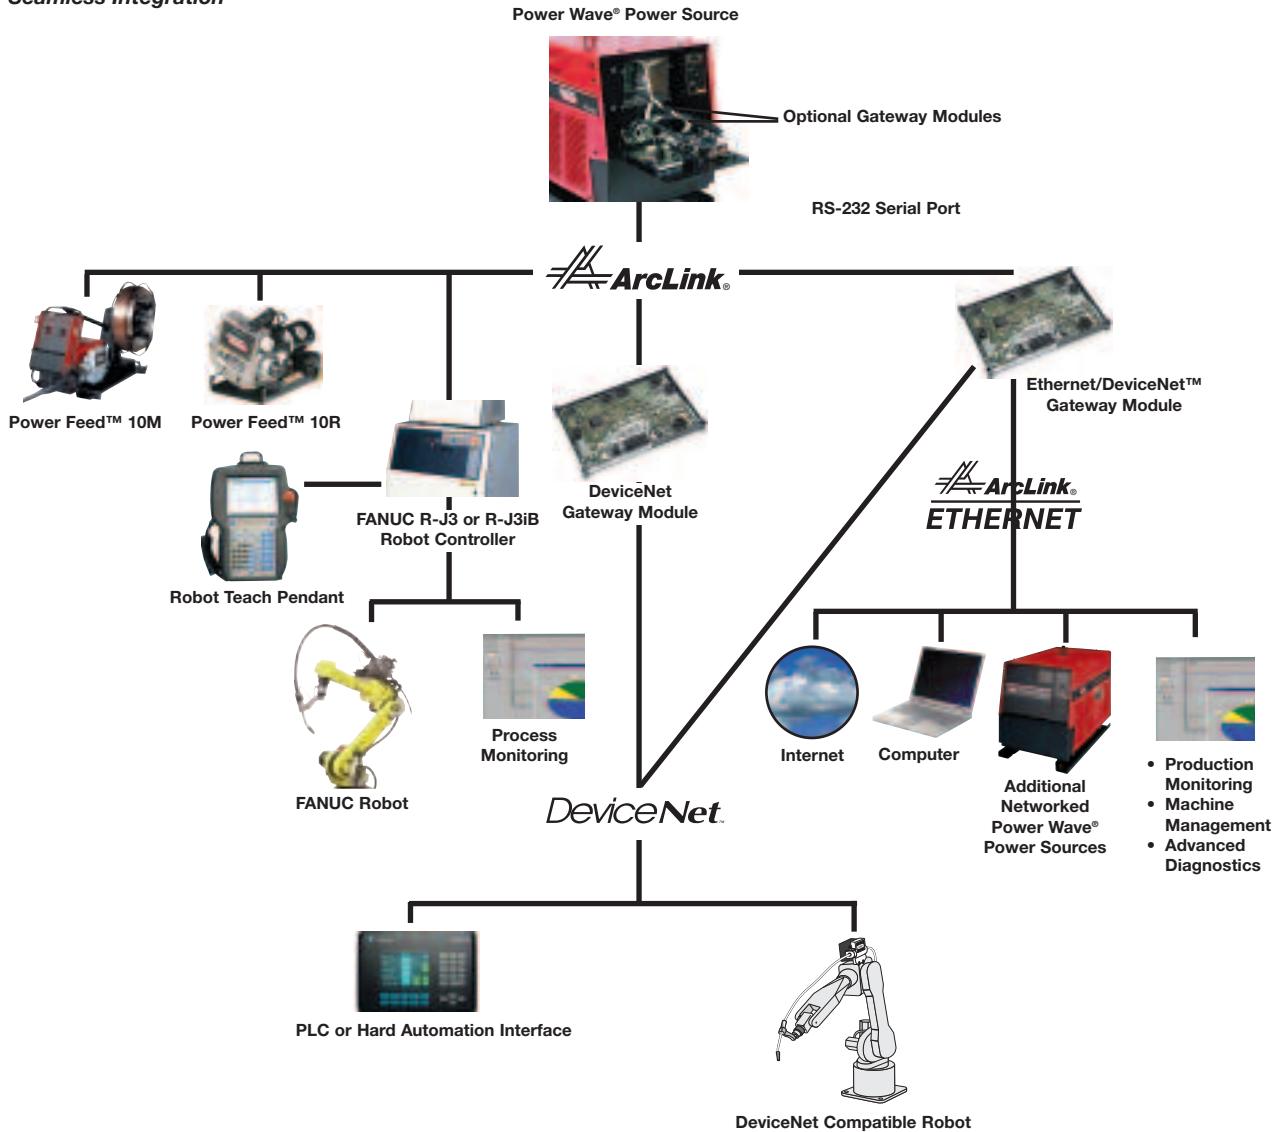 Seamless Integration
Power Wave® Power Source
Optional Gateway Modules
RS-232 Serial Port
ArcLink®
Power Feed™ 10M
Power Feed™ 10R
Ethernet/DeviceNet™
Gateway Module
DeviceNet
Gateway Module
ArcLink®
ETHERNET
FANUC R-J3 or R-J3iB
Robot Controller
Robot Teach Pendant
Process
Monitoring
FANUC Robot
Internet
Computer
Additional
Networked
Power Wave®
Power Sources
• Production
Monitoring
• Machine
Management
• Advanced
Diagnostics
DeviceNet™
PLC or Hard Automation Interface
DeviceNet Compatible Robot